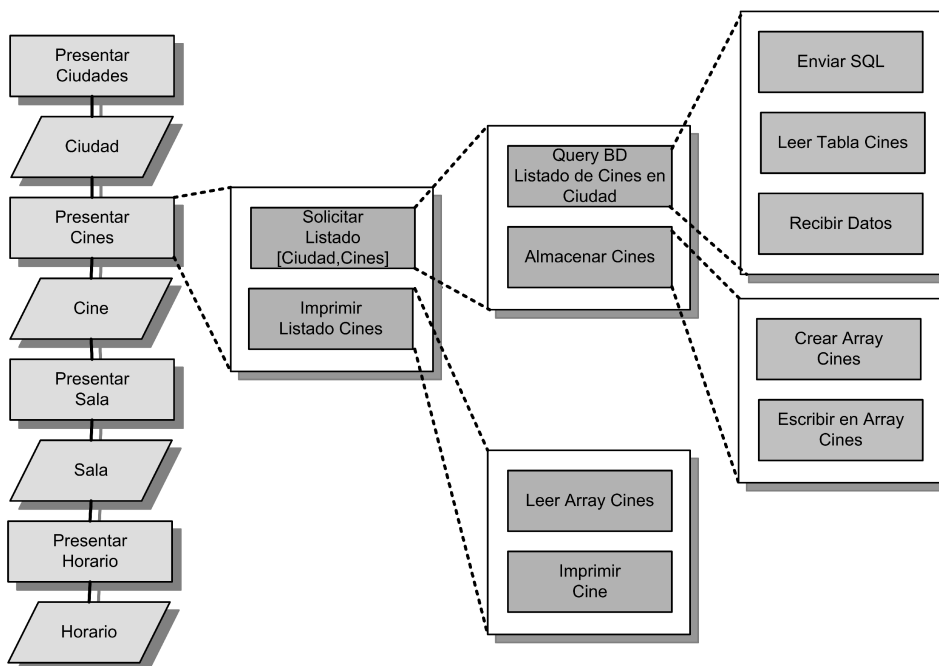 Presentar
Ciudades
Ciudad
Presentar
Cines
Cine
Presentar
Sala
Sala
Presentar
Horario
Horario
Solicitar
Listado
[Ciudad,Cines]
Imprimir
Listado Cines
Query BD
Listado de Cines en
Ciudad
Almacenar Cines
Leer Array Cines
Imprimir
Cine
Enviar SQL
Leer Tabla Cines
Recibir Datos
Crear Array
Cines
Escribir en Array
Cines